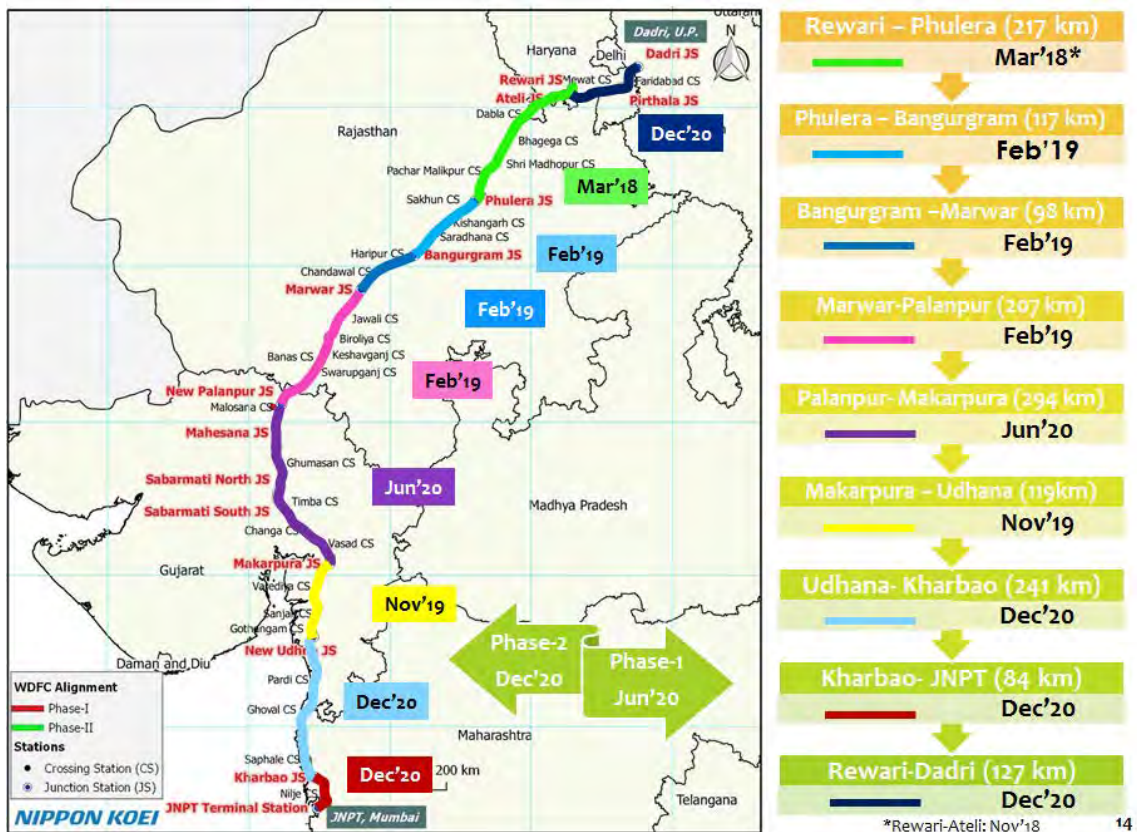 Uttaran
Dadri, U.P.
Haryana
Delhi
Dadri JS
N
Rewari JS
Mewat CS
Faridabad CS
Ateli JS
Pirthala JS
Dabla CS
Dec'20
Rajasthan
Bhagega CS
Shri Madhopur CS
Pachar Malikpur CS
Mar'18
Sakhun CS
Phulera JS
Kishangarh CS
Saradhana CS
Haripur CS
Bangurgram JS
Feb'19
Chandawal CS
Marwar JS
Feb'19
Jawali CS
Biroliya CS
Banas CS
Keshavganj CS
Swarupganj CS
Feb'19
New Palanpur JS
Malosana CS
Mahesana JS
Ghumasan CS
Sabarmati North JS
Jun'20
Timba CS
Madhya Pradesh
Sabarmati South JS
Changa CS
Vasad CS
Makarpura JS
Gujarat
Varediya CS
Nov'19
Sanjali CS
Gothangam CS
New Udhna JS
Phase-2
Dec'20
Phase-1
Jun'20
Daman and Diu
Pardi CS
Ghoval CS
Dec'20
Maharashtra
Saphale CS
Kharbao JS
Dec'20
200 km
Nilje CS
JNPT Terminal Station
JNPT, Mumbai
Telangana
WDFC Alignment
Phase-I
Phase-II
Stations
Crossing Station (CS)
Junction Station (JS)
NIPPON KOEI
Rewari – Phulera (217 km)
Mar'18*
Phulera – Bangurgram (117 km)
Feb'19
Bangurgram –Marwar (98 km)
Feb'19
Marwar-Palanpur (207 km)
Feb'19
Palanpur- Makarpura (294 km)
Jun'20
Makarpura – Udhana (119km)
Nov'19
Udhana- Kharbao (241 km)
Dec'20
Kharbao- JNPT (84 km)
Dec'20
Rewari-Dadri (127 km)
Dec'20
*Rewari-Ateli: Nov'18
14